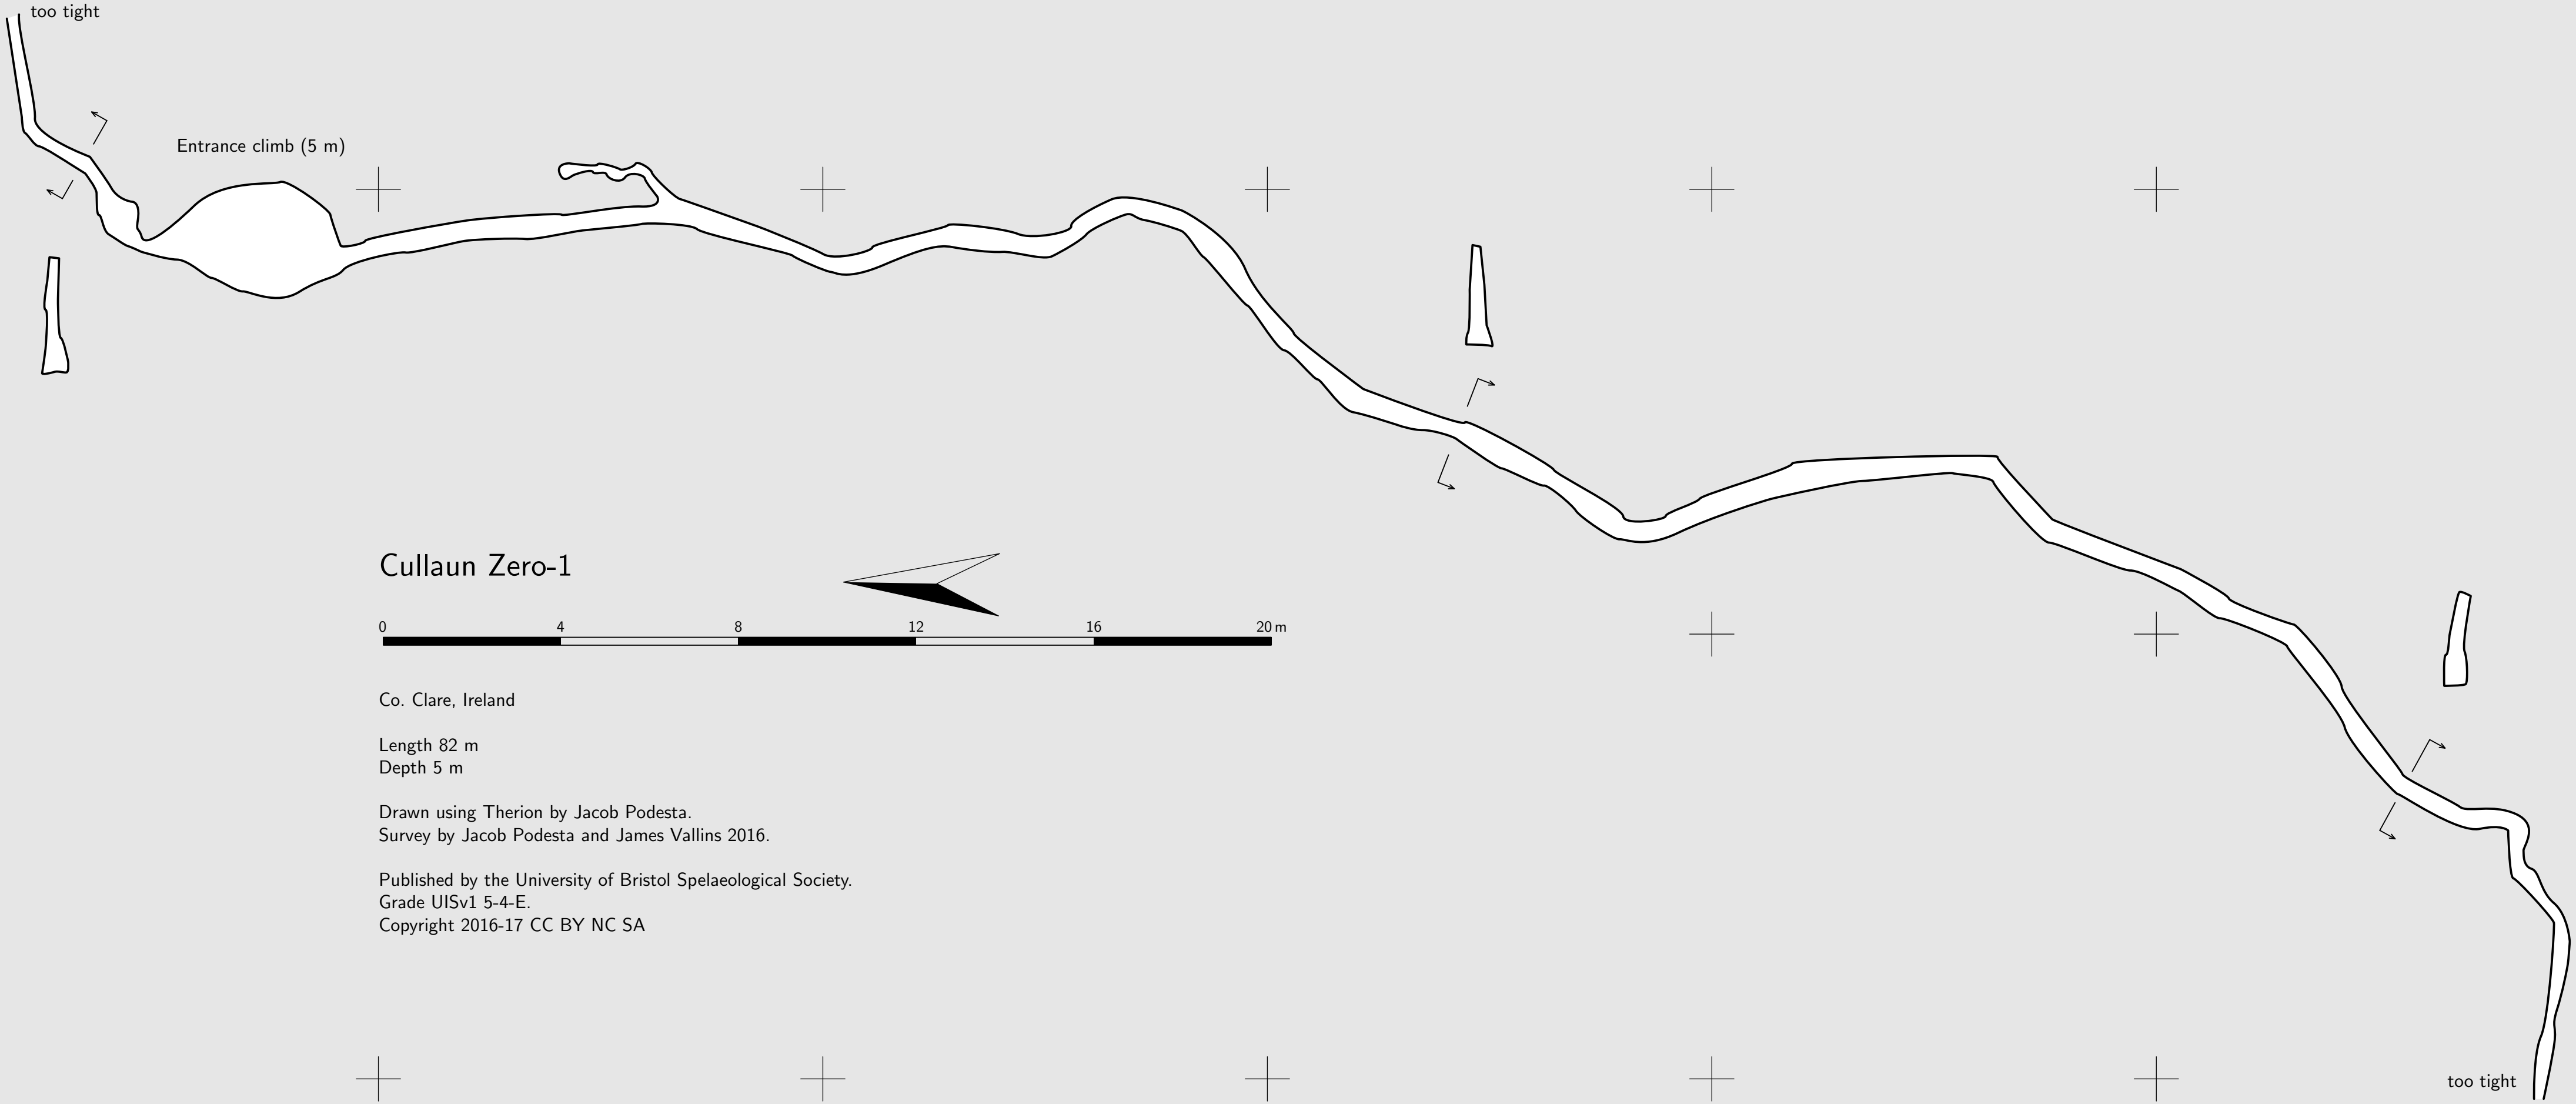 too tight
Entrance climb (5 m)
Cullaun Zero-1
0 4 8 12 16 20 m
Co. Clare, Ireland
Length 82 m
Depth 5 m
Drawn using Therion by Jacob Podesta.
Survey by Jacob Podesta and James Vallins 2016.
Published by the University of Bristol Spelaeological Society.
Grade UISv1 5-4-E.
Copyright 2016-17 CC BY NC SA
too tight